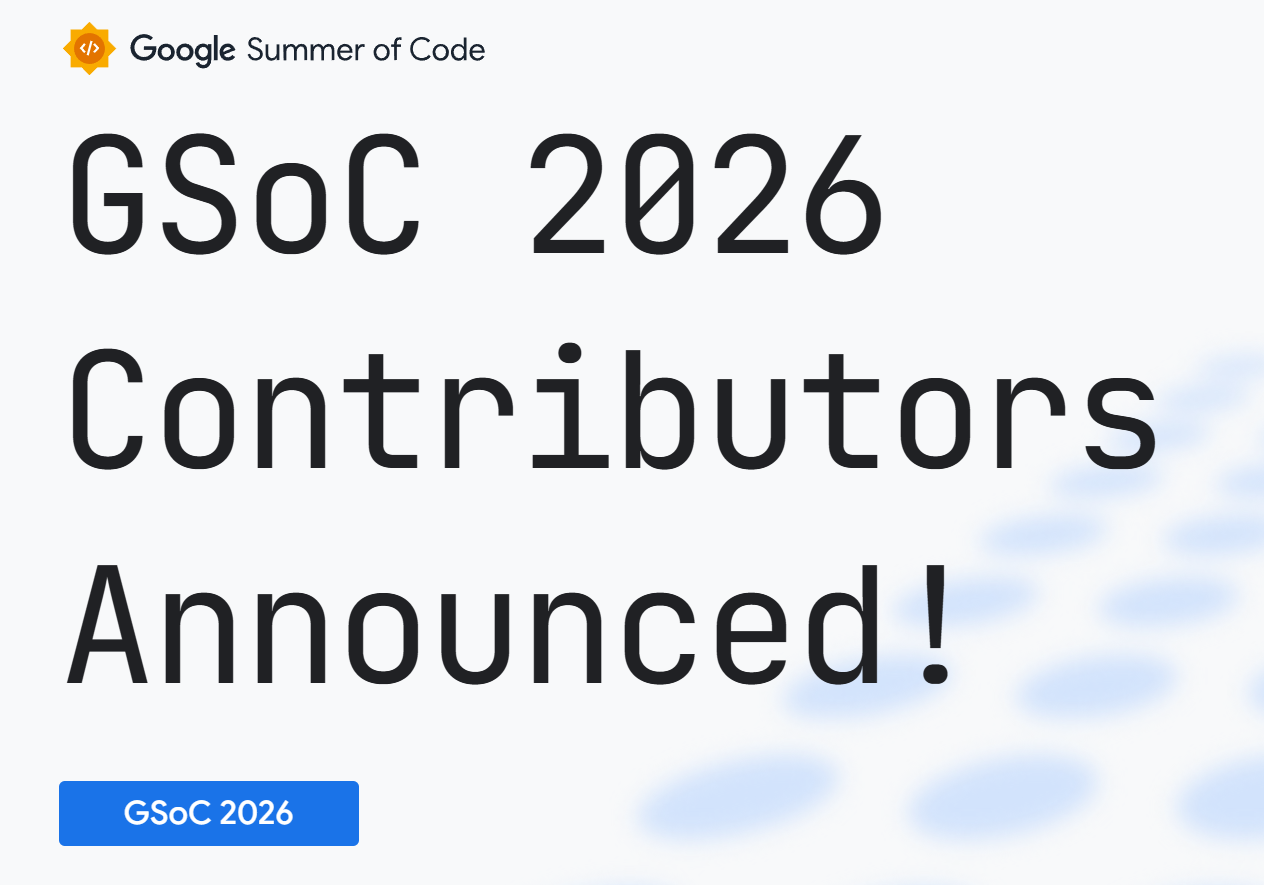 Google Summer of Code
GSoC 2026
Contributors
Announced!
GSoC 2026